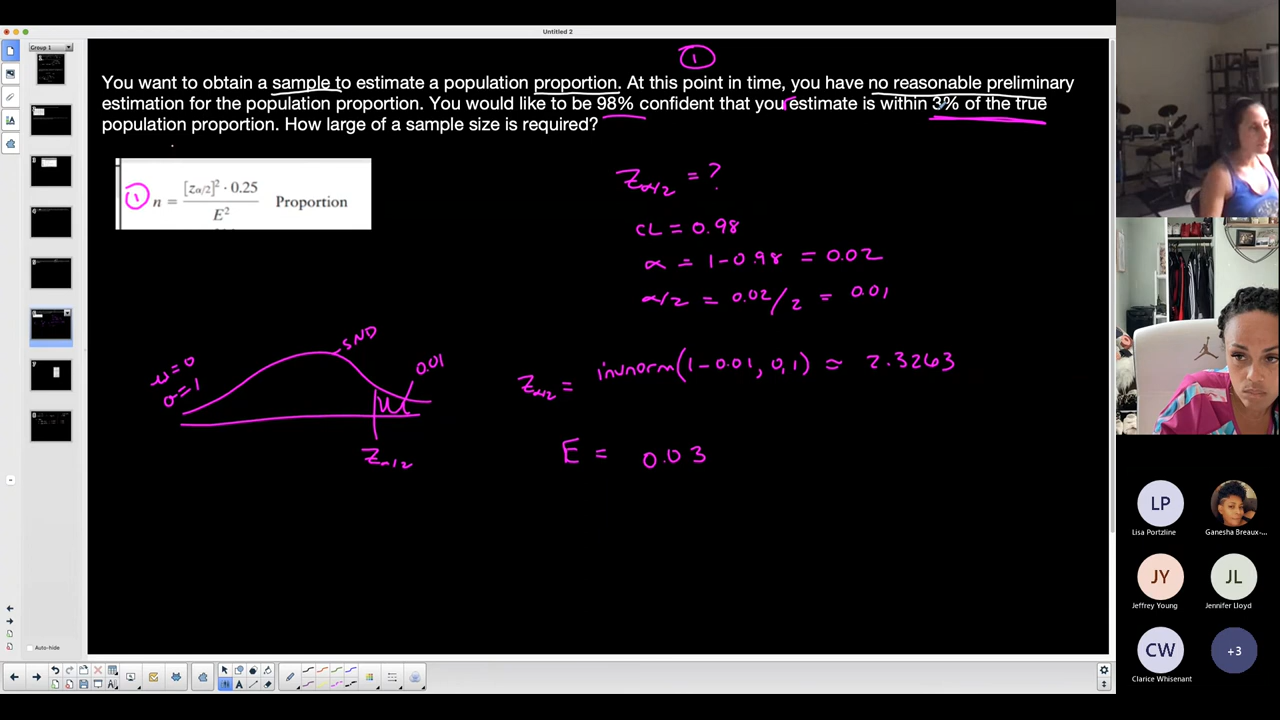 Untitled 2
Group 1
①
You want to obtain a sample to estimate a population proportion. At this point in time, you have no reasonable preliminary
estimation for the population proportion. You would like to be 98% confident that you estimate is within 3% of the true
population proportion. How large of a sample size is required?
① n = [zα/2]² · 0.25 / E² Proportion
Zα/2 = ?
CL = 0.98
α = 1-0.98 = 0.02
α/2 = 0.02/2 = 0.01
SND
0.01
μ=0
σ=1
Zα/2 = invnorm(1-0.01, 0,1) ≈ 2.3263
Zα/2
E = 0.03
LP
Lisa Portzline
Ganesha Breaux-...
JY
Jeffrey Young
JL
Jennifer Lloyd
CW
Clarice Whisenant
+3
Auto-hide